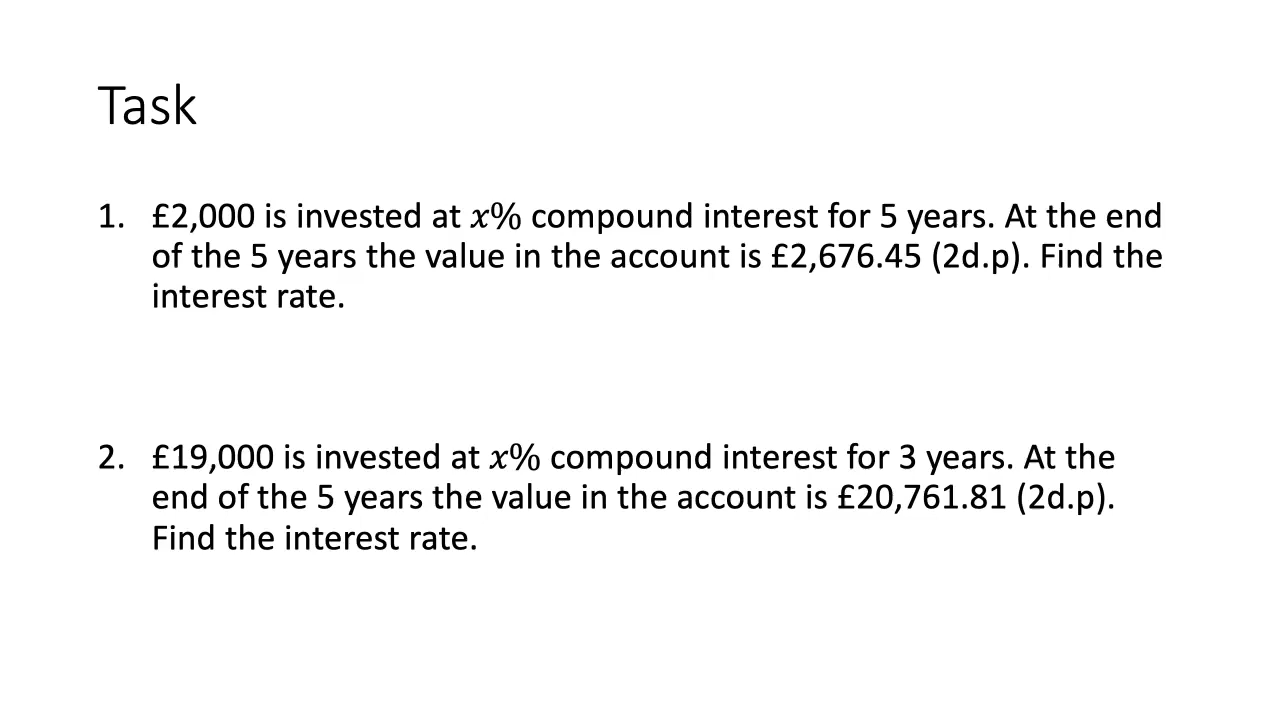 Task
1. £2,000 is invested at 𝑥% compound interest for 5 years. At the end
of the 5 years the value in the account is £2,676.45 (2d.p). Find the
interest rate.
2. £19,000 is invested at 𝑥% compound interest for 3 years. At the
end of the 5 years the value in the account is £20,761.81 (2d.p).
Find the interest rate.